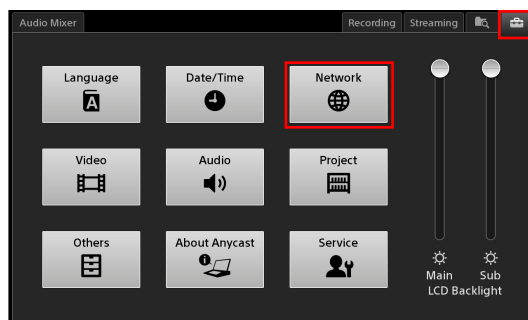 Audio Mixer
Recording
Streaming
Language
A
Date/Time
Network
Video
Audio
Project
Others
About Anycast
Service
Main
Sub
LCD Backlight